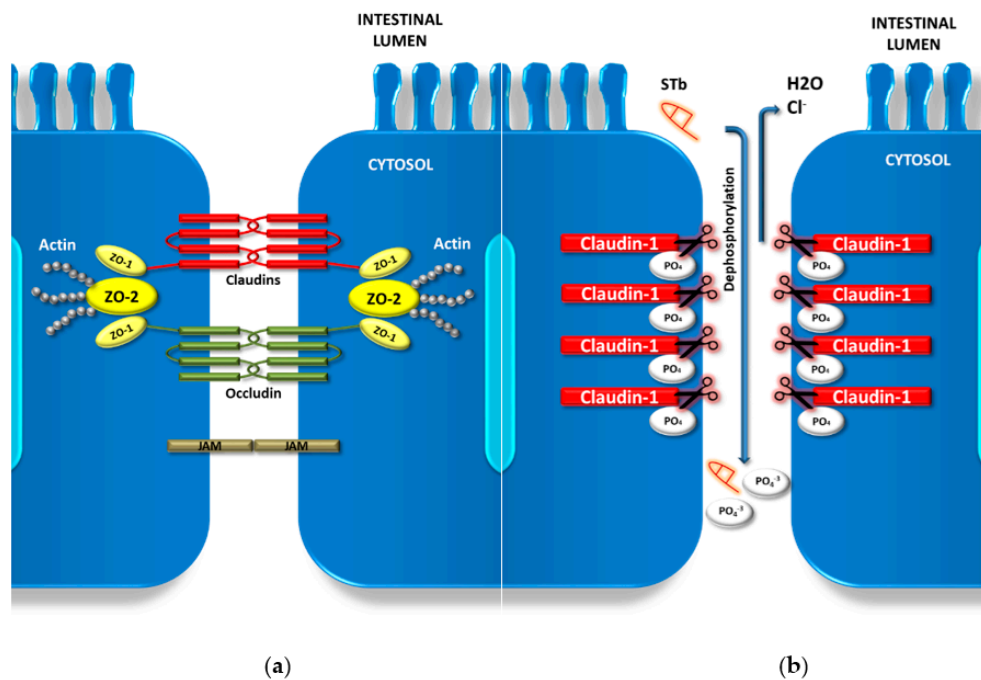 INTESTINAL
LUMEN
CYTOSOL
Actin
ZO-1
ZO-2
ZO-1
Claudins
Occludin
JAM
JAM
Actin
ZO-1
ZO-2
ZO-1
(a)
INTESTINAL
LUMEN
STb
H2O
Cl⁻
CYTOSOL
Dephosphorylation
Claudin-1
PO₄
Claudin-1
PO₄
Claudin-1
PO₄
Claudin-1
PO₄
Claudin-1
PO₄
Claudin-1
PO₄
Claudin-1
PO₄
Claudin-1
PO₄
PO₄⁻³
PO₄⁻³
(b)